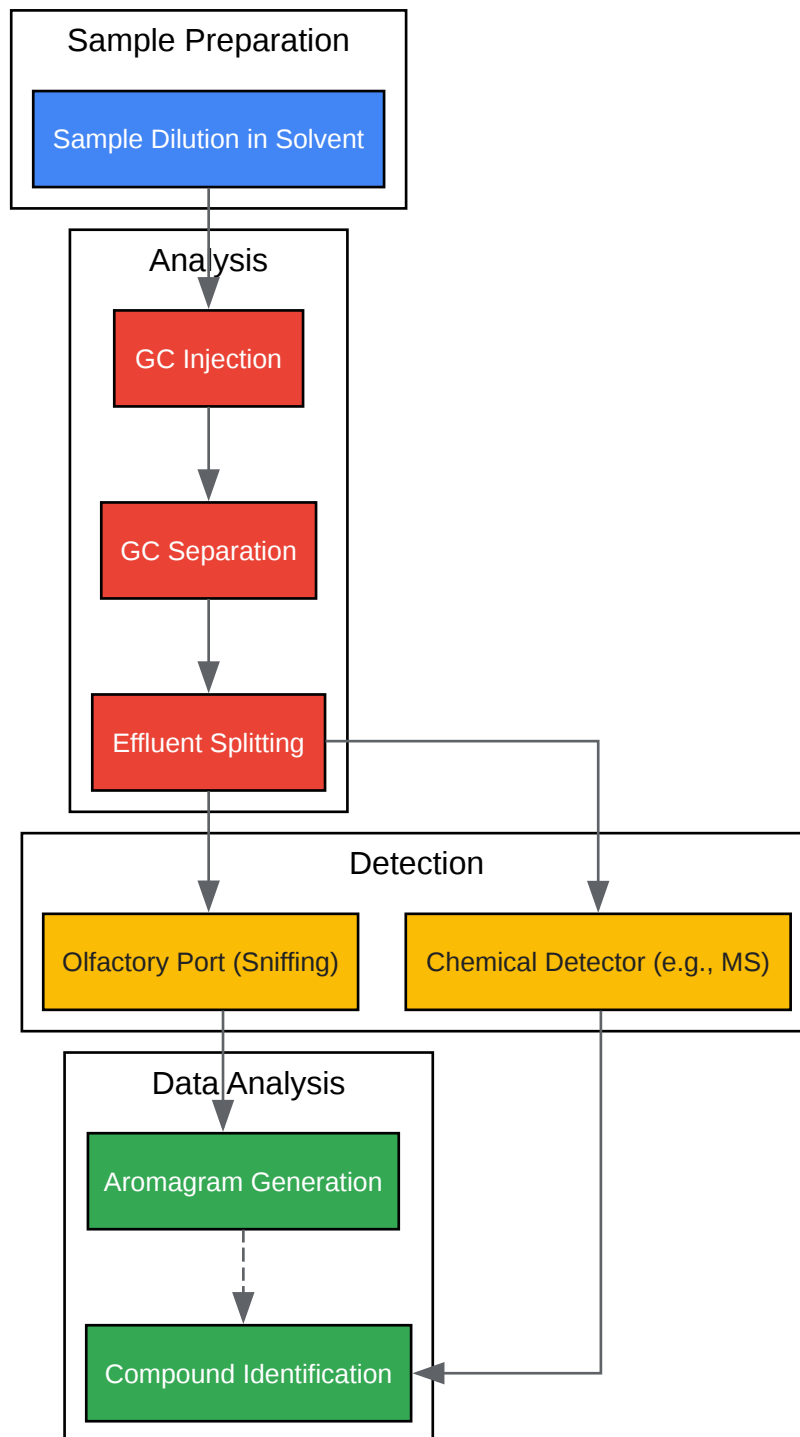 Sample Preparation
Sample Dilution in Solvent
Analysis
GC Injection
GC Separation
Effluent Splitting
Detection
Olfactory Port (Sniffing)
Chemical Detector (e.g., MS)
Data Analysis
Aromagram Generation
Compound Identification